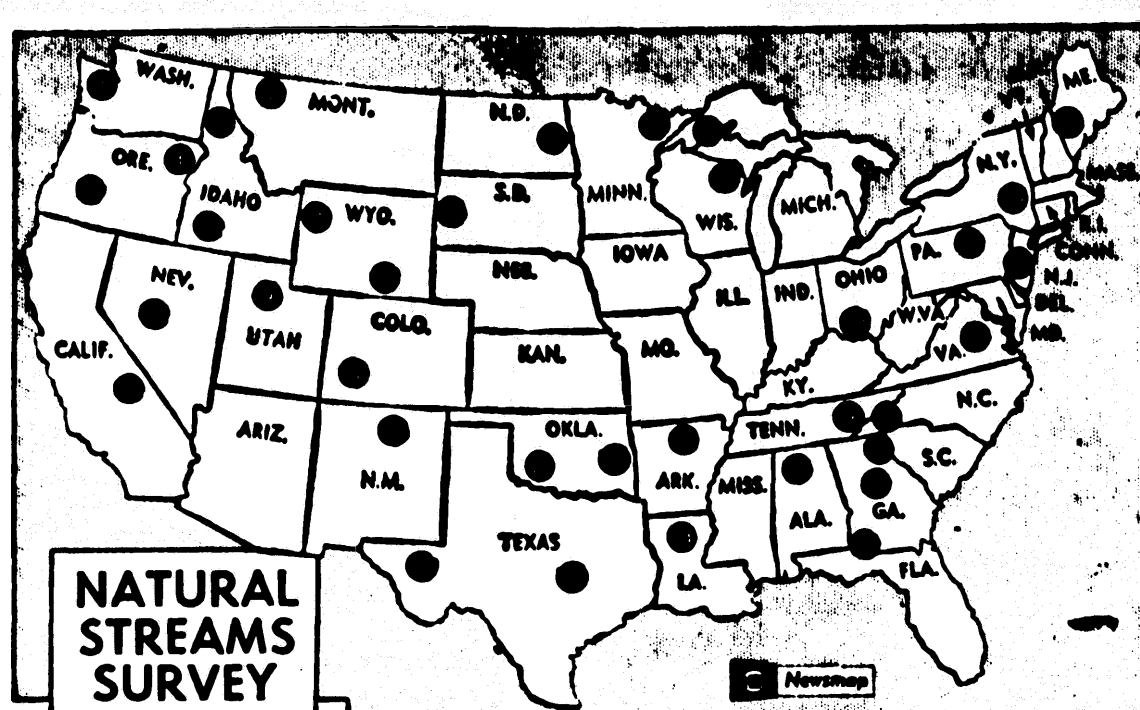 WASH.
MONT.
N.D.
ME.
VT.
ORE.
IDAHO
WYO.
S.D.
MINN.
WIS.
MICH.
N.Y.
MASS.
R.I.
CONN.
N.J.
DEL.
MD.
NEV.
UTAH
COLO.
NEB.
IOWA
ILL.
IND.
OHIO
PA.
W.VA.
VA.
CALIF.
KAN.
MO.
KY.
ARIZ.
N.M.
OKLA.
ARK.
TENN.
N.C.
S.C.
MISS.
ALA.
GA.
TEXAS
LA.
FLA.
NATURAL
STREAMS
SURVEY
Newsmap